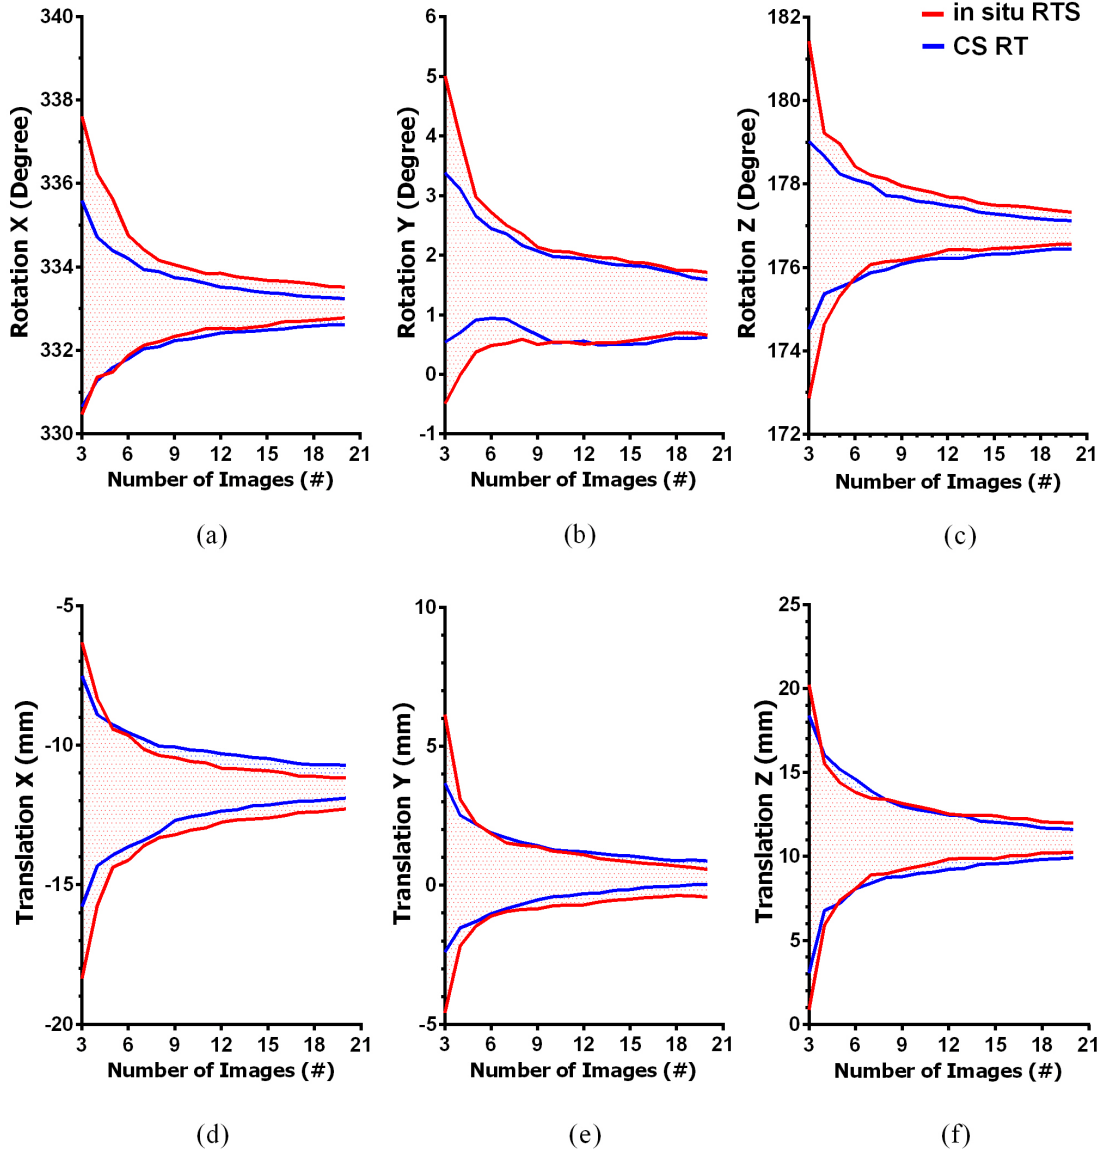 in situ RTS
CS RT
Rotation X (Degree)
340
338
336
334
332
330
3 6 9 12 15 18 21
Number of Images (#)
(a)
Rotation Y (Degree)
6
5
4
3
2
1
0
-1
3 6 9 12 15 18 21
Number of Images (#)
(b)
Rotation Z (Degree)
182
180
178
176
174
172
3 6 9 12 15 18 21
Number of Images (#)
(c)
Translation X (mm)
-5
-10
-15
-20
3 6 9 12 15 18 21
Number of Images (#)
(d)
Translation Y (mm)
10
5
0
-5
3 6 9 12 15 18 21
Number of Images (#)
(e)
Translation Z (mm)
25
20
15
10
5
0
3 6 9 12 15 18 21
Number of Images (#)
(f)